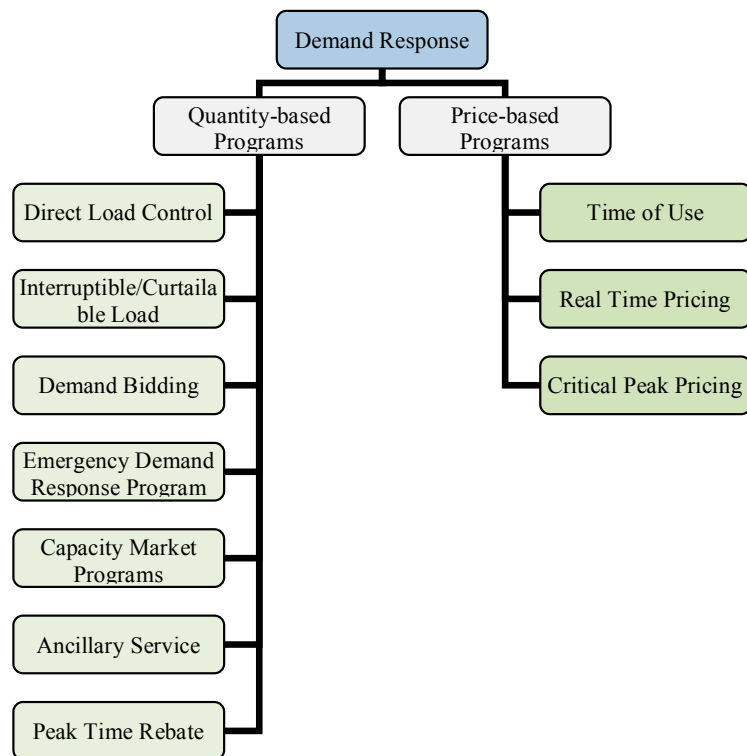 Demand Response
Quantity-based
Programs
Price-based
Programs
Direct Load Control
Interruptible/Curtaila
ble Load
Demand Bidding
Emergency Demand
Response Program
Capacity Market
Programs
Ancillary Service
Peak Time Rebate
Time of Use
Real Time Pricing
Critical Peak Pricing